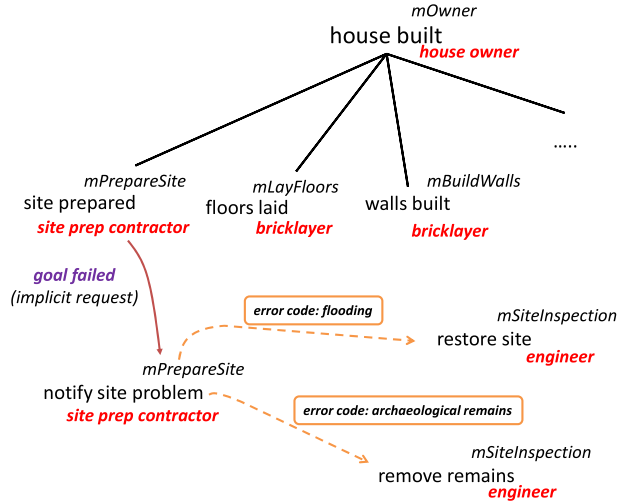 mOwner
house built
house owner
.....
mPrepareSite
site prepared
site prep contractor
mLayFloors
floors laid
bricklayer
mBuildWalls
walls built
bricklayer
goal failed
(implicit request)
error code: flooding
mSiteInspection
restore site
engineer
mPrepareSite
notify site problem
site prep contractor
error code: archaeological remains
mSiteInspection
remove remains
engineer